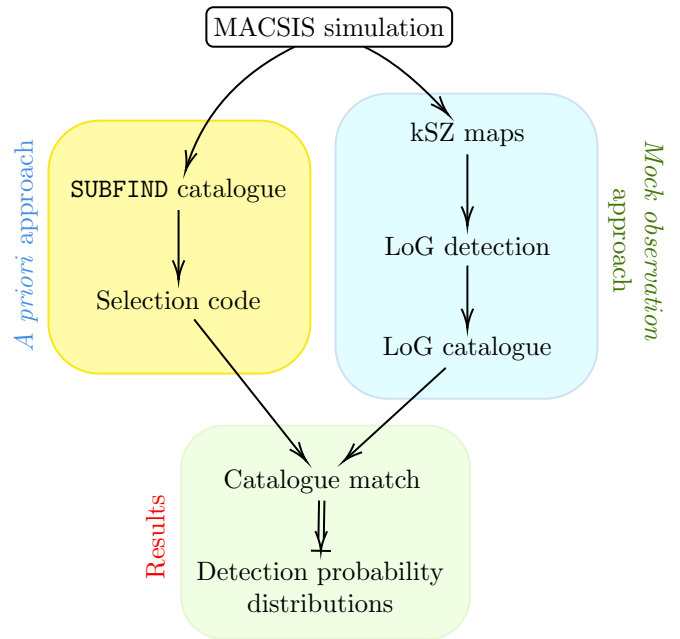 MACSIS simulation
A priori approach
SUBFIND catalogue
Selection code
kSZ maps
LoG detection
LoG catalogue
Mock observation
approach
Results
Catalogue match
Detection probability
distributions